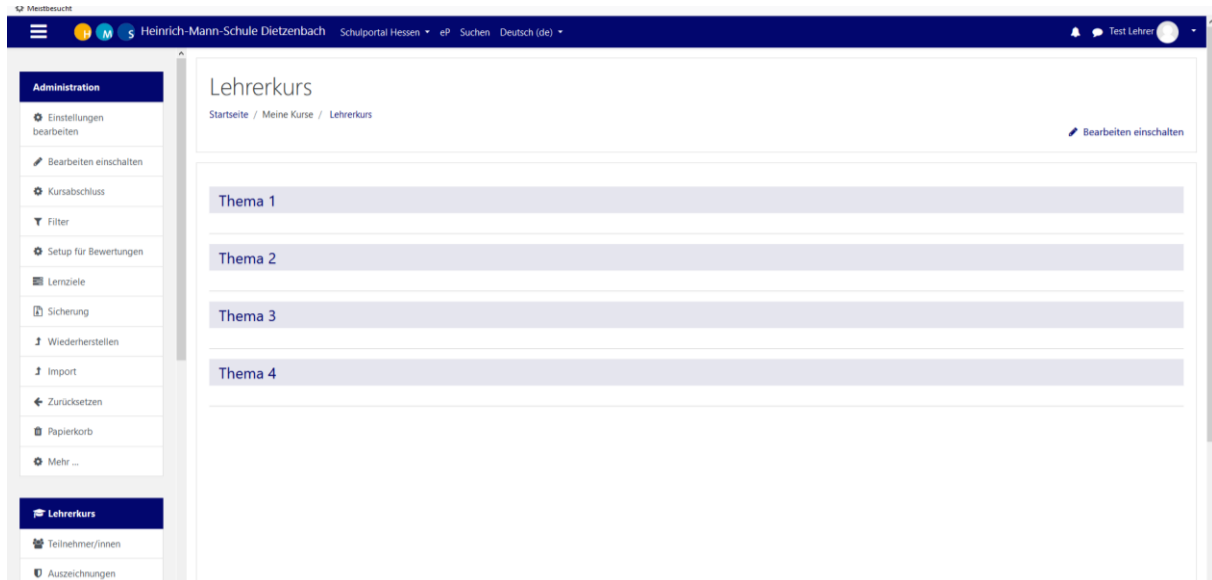 Meistbesucht
H M S Heinrich-Mann-Schule Dietzenbach Schulportal Hessen eP Suchen Deutsch (de) Test Lehrer
Administration
Einstellungen
bearbeiten
Bearbeiten einschalten
Kursabschluss
Filter
Setup für Bewertungen
Lernziele
Sicherung
Wiederherstellen
Import
Zurücksetzen
Papierkorb
Mehr ...
Lehrerkurs
Teilnehmer/innen
Auszeichnungen
Lehrerkurs
Startseite / Meine Kurse / Lehrerkurs
Bearbeiten einschalten
Thema 1
Thema 2
Thema 3
Thema 4